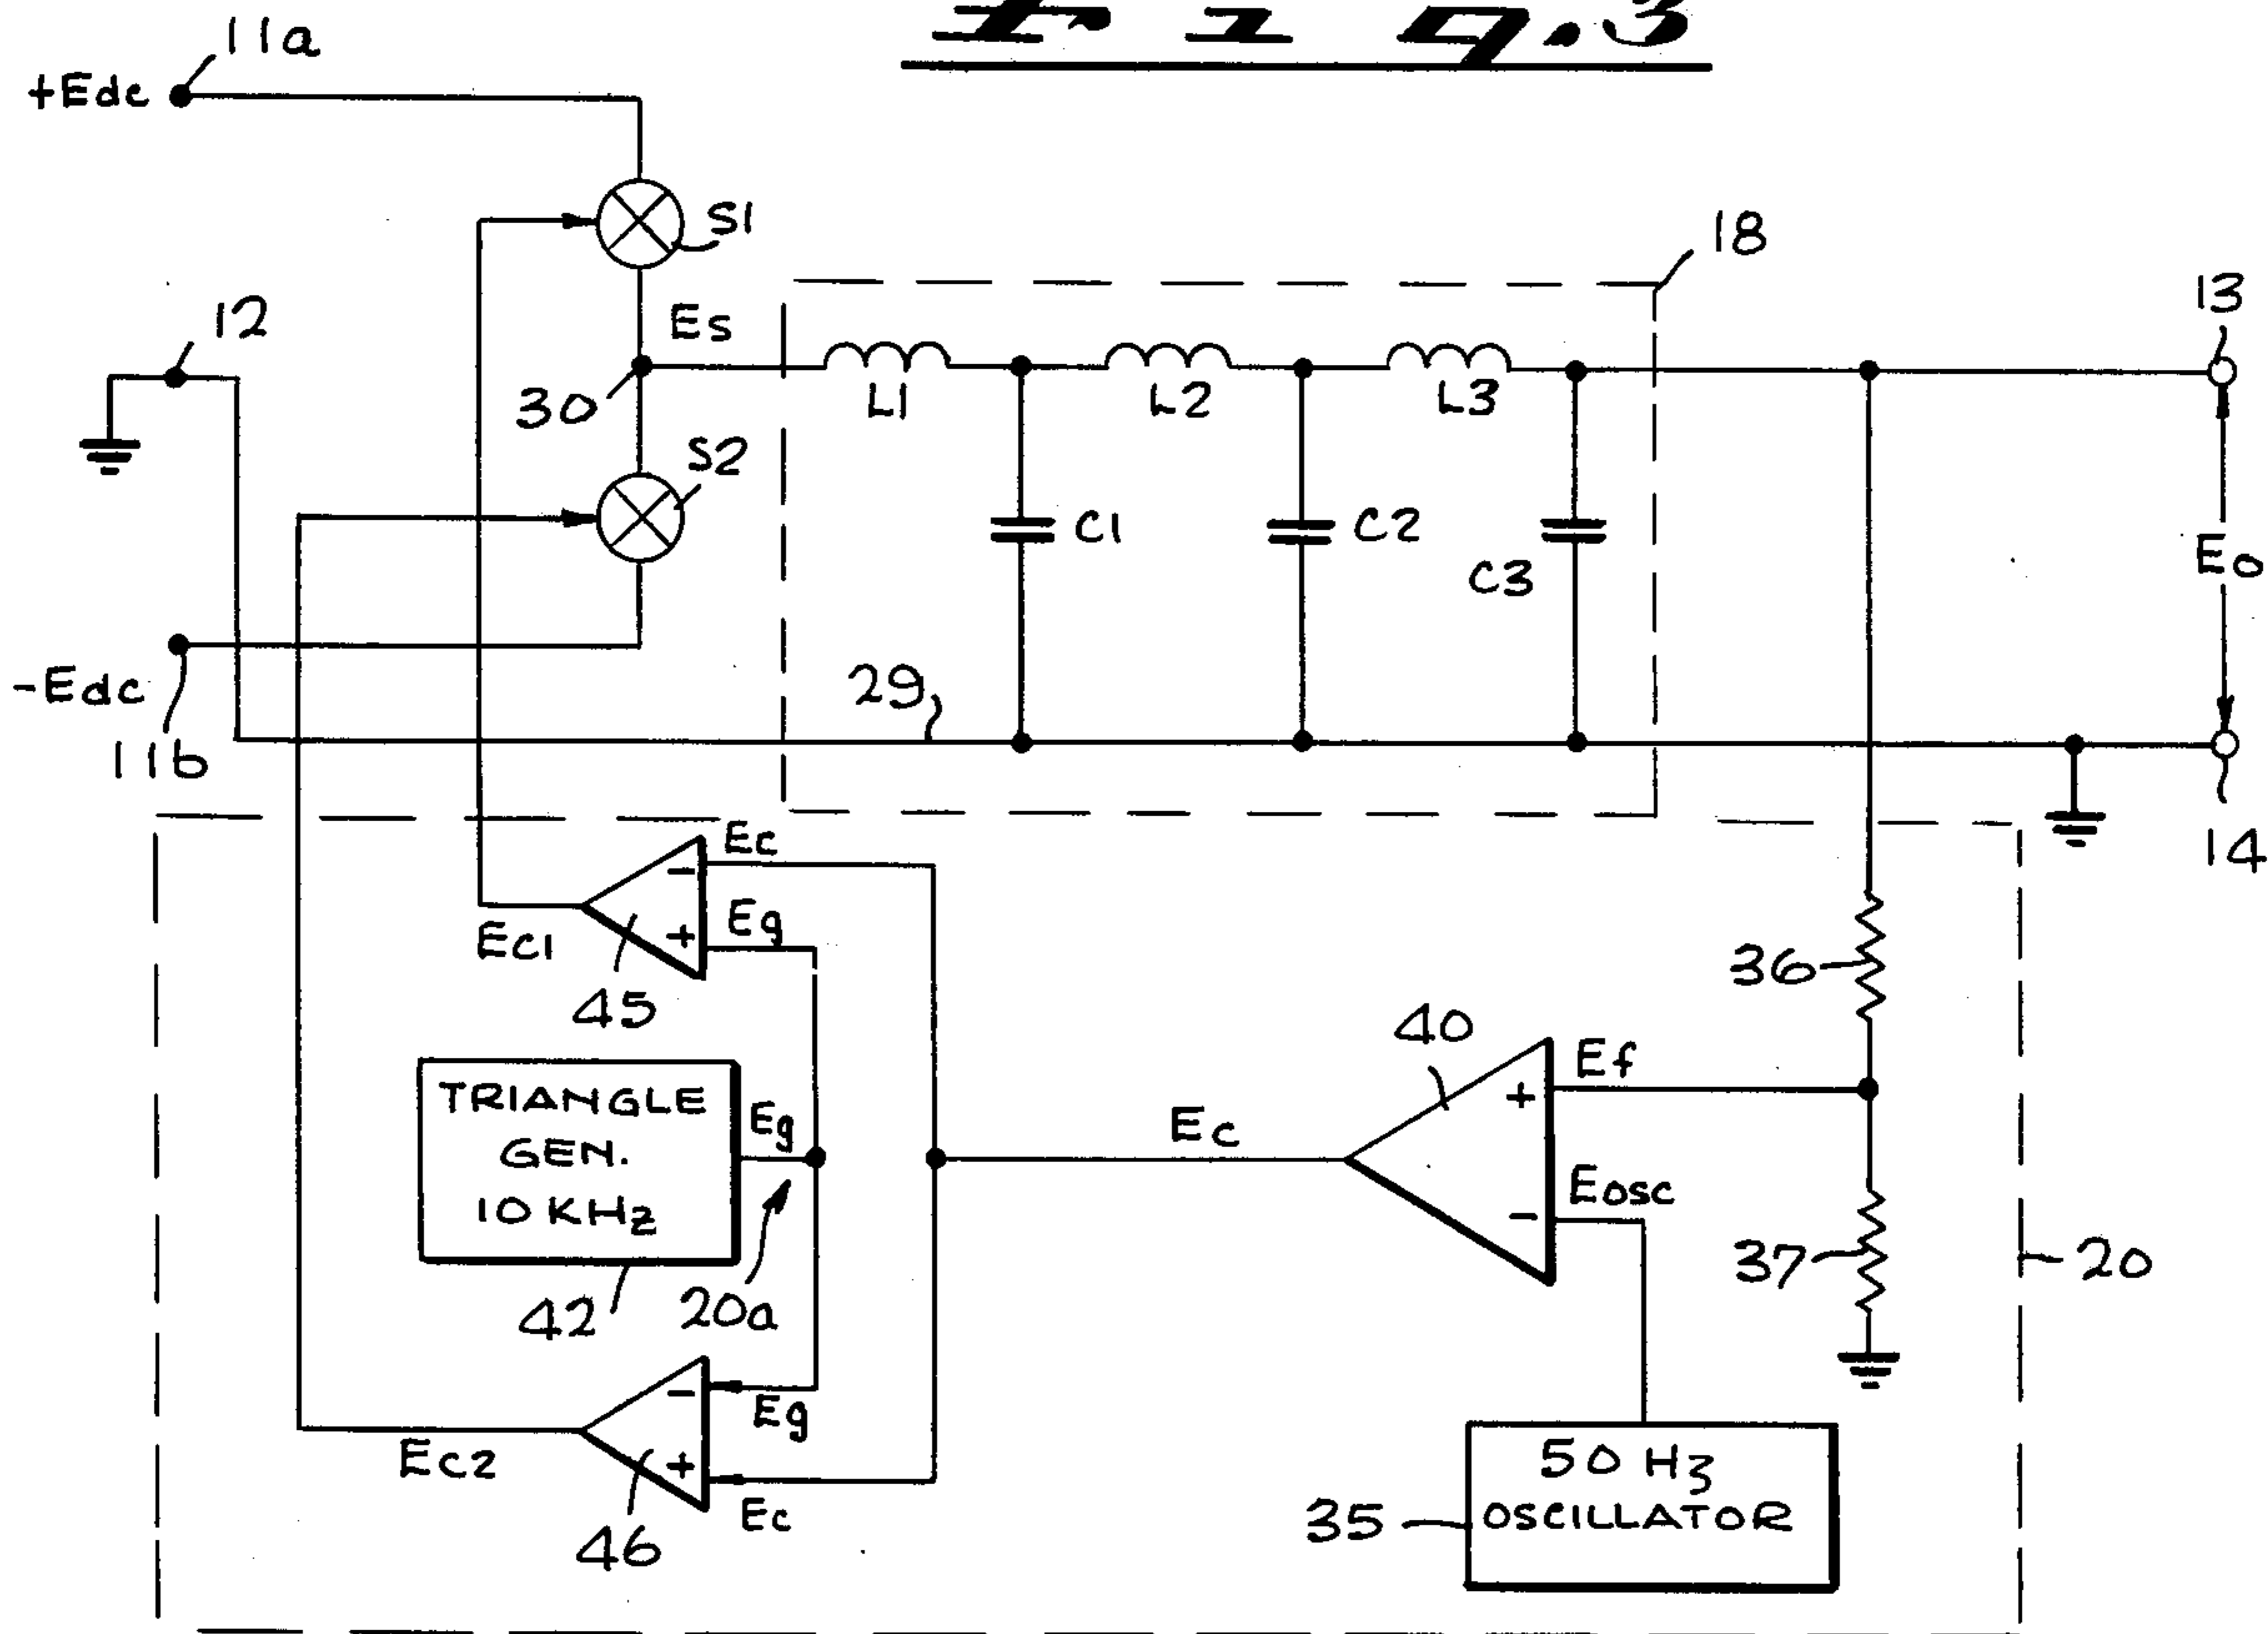 Fig.3
11a
+Edc
S1
18
12
Es
13
30
L1
L2
L3
S2
C1
C2
C3
Eo
-Edc
29
11b
14
Ec
-
Eg
+
Ec1
45
36
40
Ef
+
TRIANGLE
GEN.
10 KHz
Eg
Ec
Eosc
-
37
20
42
20a
-
Eg
+
Ec2
Ec
46
50 Hz
OSCILLATOR
35